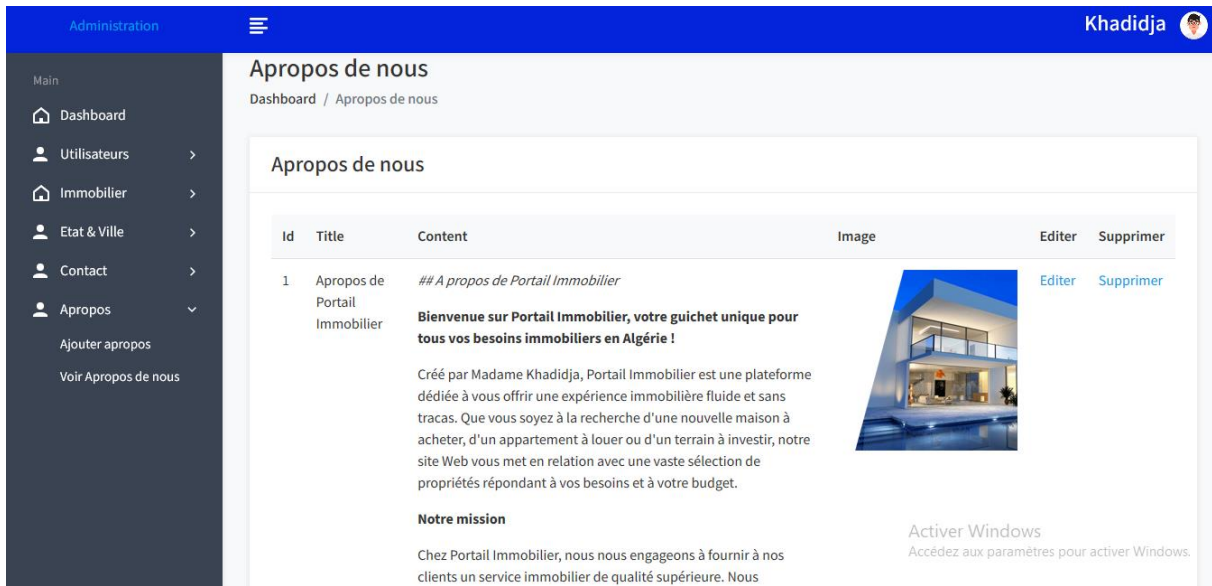 Administration
Khadidja
Main
Dashboard
Utilisateurs
Immobilier
Etat & Ville
Contact
Apropos
Ajouter apropos
Voir Apropos de nous
Apropos de nous
Dashboard / Apropos de nous
Apropos de nous
Id Title Content Image Editer Supprimer
1 Apropos de
Portail
Immobilier
## A propos de Portail Immobilier
Bienvenue sur Portail Immobilier, votre guichet unique pour
tous vos besoins immobiliers en Algérie !
Créé par Madame Khadidja, Portail Immobilier est une plateforme
dédiée à vous offrir une expérience immobilière fluide et sans
tracas. Que vous soyez à la recherche d'une nouvelle maison à
acheter, d'un appartement à louer ou d'un terrain à investir, notre
site Web vous met en relation avec une vaste sélection de
propriétés répondant à vos besoins et à votre budget.
Notre mission
Chez Portail Immobilier, nous nous engageons à fournir à nos
clients un service immobilier de qualité supérieure. Nous
Editer Supprimer
Activer Windows
Accédez aux paramètres pour activer Windows.